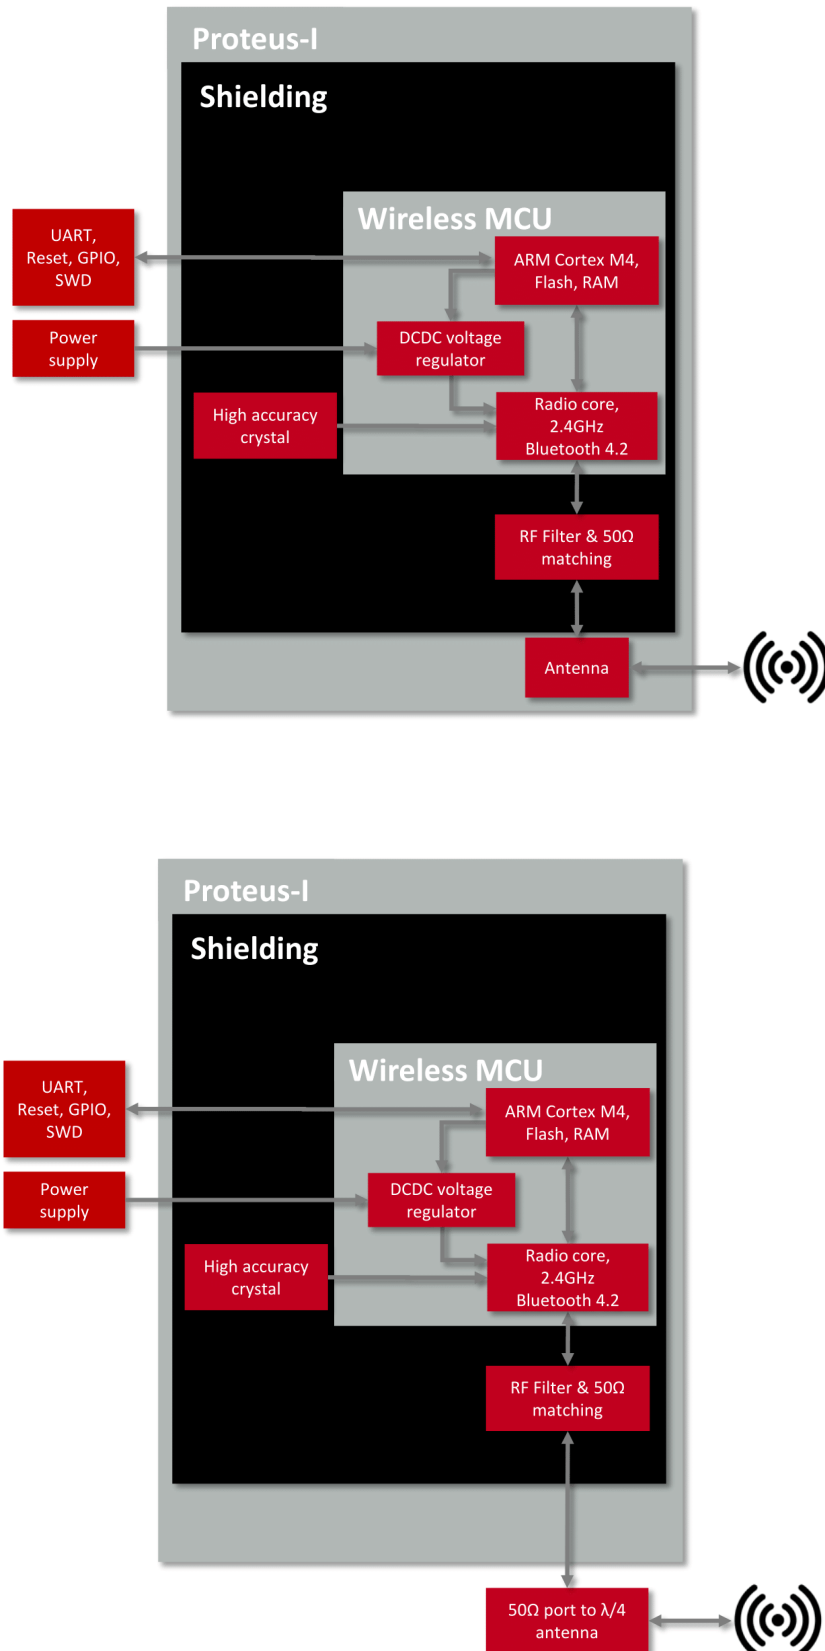 Proteus-I
Shielding
Wireless MCU
UART,
Reset, GPIO,
SWD
ARM Cortex M4,
Flash, RAM
Power
supply
DCDC voltage
regulator
High accuracy
crystal
Radio core,
2.4GHz
Bluetooth 4.2
RF Filter & 50Ω
matching
Antenna
Proteus-I
Shielding
Wireless MCU
UART,
Reset, GPIO,
SWD
ARM Cortex M4,
Flash, RAM
Power
supply
DCDC voltage
regulator
High accuracy
crystal
Radio core,
2.4GHz
Bluetooth 4.2
RF Filter & 50Ω
matching
50Ω port to λ/4
antenna